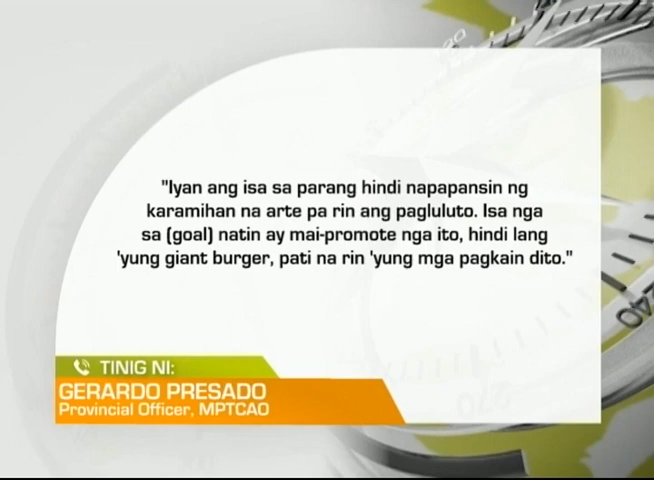 "Iyan ang isa sa parang hindi napapansin ng
karamihan na arte pa rin ang pagluluto. Isa nga
sa (goal) natin ay mai-promote nga ito, hindi lang
'yung giant burger, pati na rin 'yung mga pagkain dito."
TINIG NI:
GERARDO PRESADO
Provincial Officer, MPTCAO